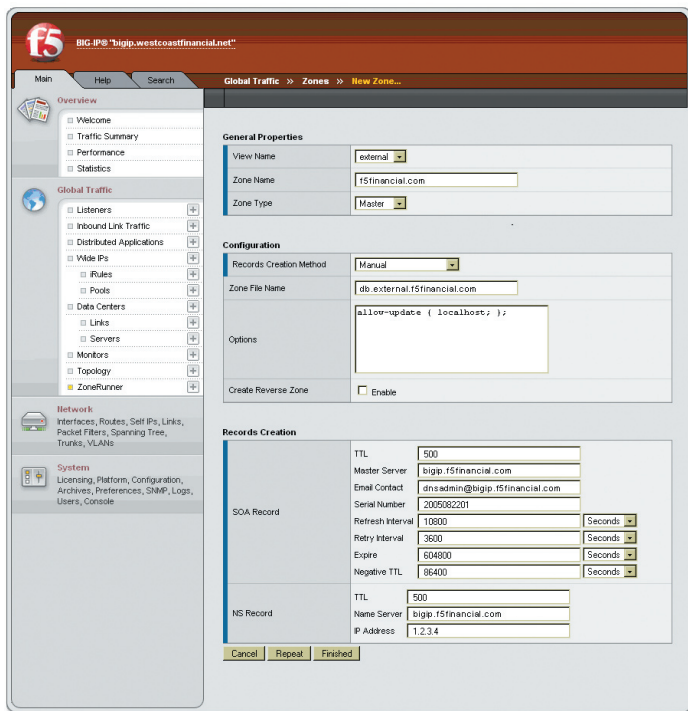 f5
BIG-IP® "bigip.westcoastfinancial.net"
Main
Help
Search
Global Traffic » Zones » New Zone...
Overview
Welcome
Traffic Summary
Performance
Statistics
Global Traffic
Listeners
Inbound Link Traffic
Distributed Applications
Wide IPs
iRules
Pools
Data Centers
Links
Servers
Monitors
Topology
ZoneRunner
Network
Interfaces, Routes, Self IPs, Links,
Packet Filters, Spanning Tree,
Trunks, VLANs
System
Licensing, Platform, Configuration,
Archives, Preferences, SNMP, Logs,
Users, Console
General Properties
View Name external
Zone Name f5financial.com
Zone Type Master
Configuration
Records Creation Method Manual
Zone File Name db.external.f5financial.com
Options allow-update { localhost; };
Create Reverse Zone Enable
Records Creation
SOA Record
TTL 500
Master Server bigip.f5financial.com
Email Contact dnsadmin@bigip.f5financial.com
Serial Number 2005082201
Refresh Interval 10800 Seconds
Retry Interval 3600 Seconds
Expire 604800 Seconds
Negative TTL 86400 Seconds
NS Record
TTL 500
Name Server bigip.f5financial.com
IP Address 1.2.3.4
Cancel Repeat Finished